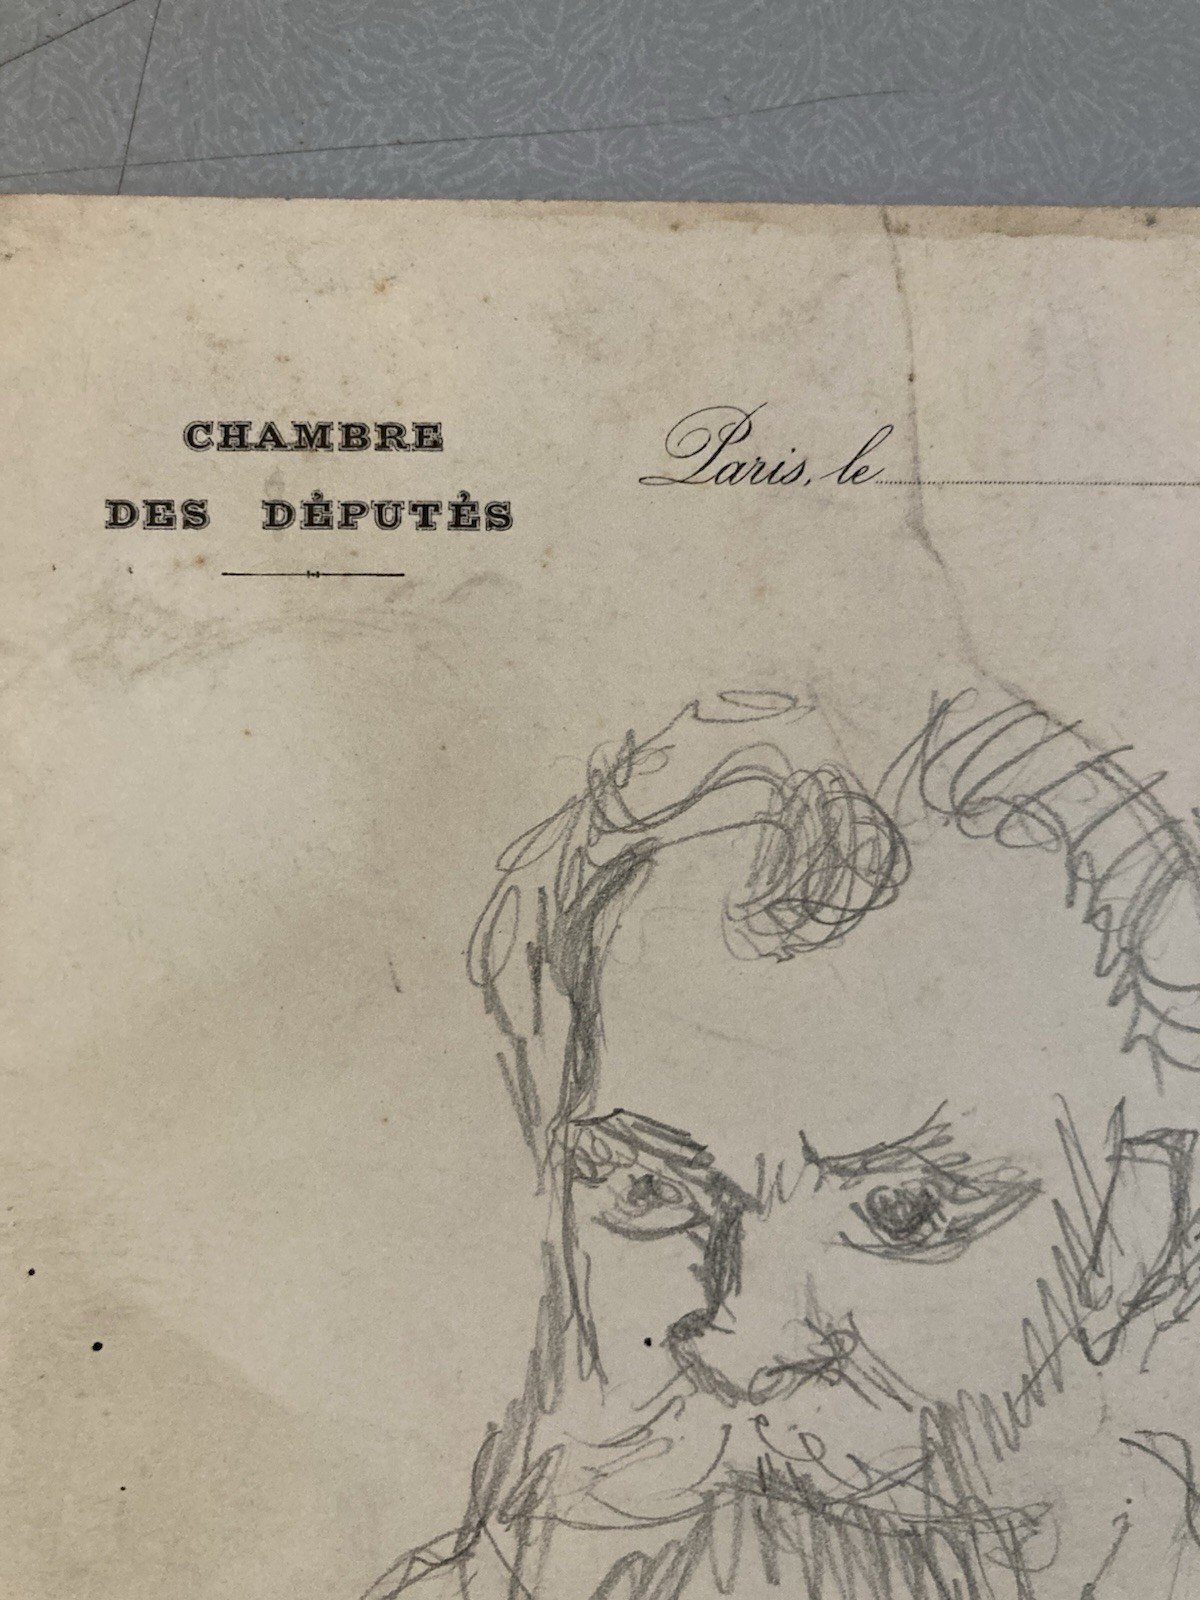 CHAMBRE
DES DÉPUTÉS
Paris, le